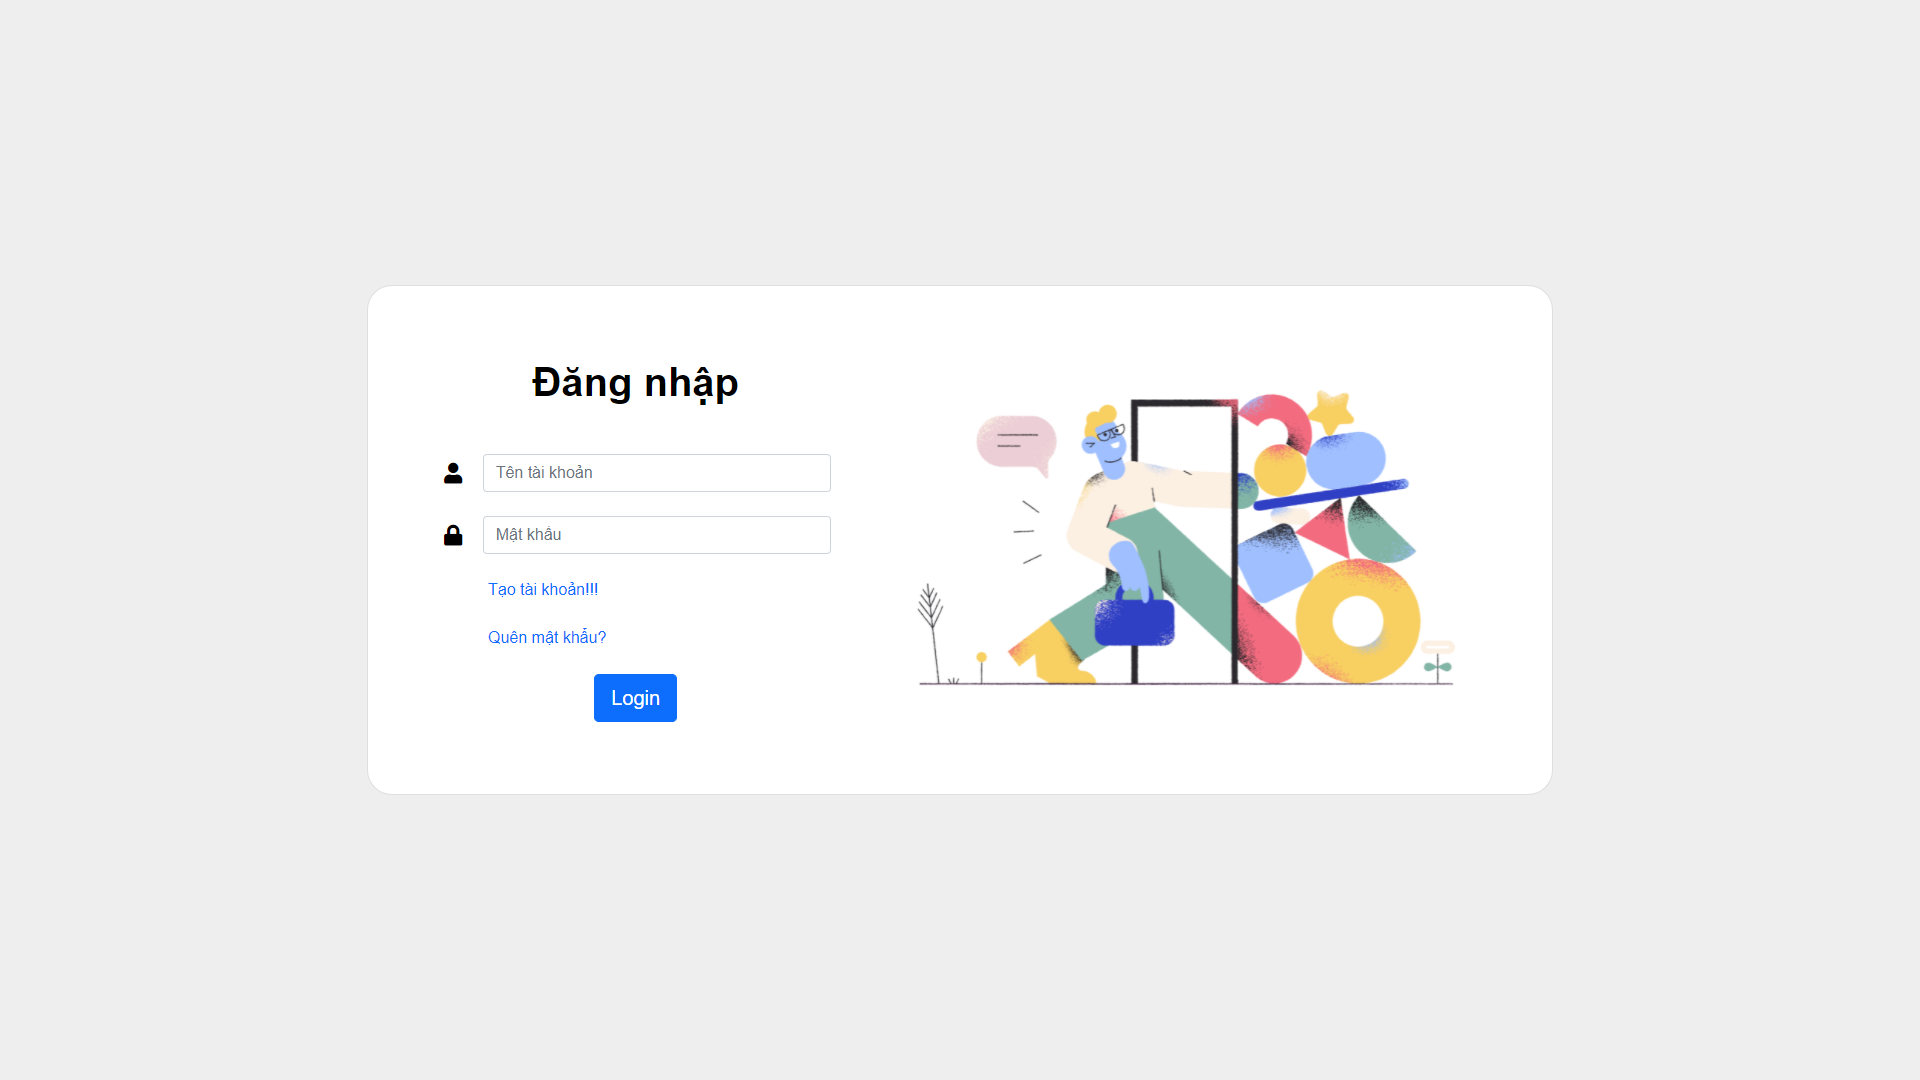 Đăng nhập
Tên tài khoản
Mật khẩu
Tạo tài khoản!!!
Quên mật khẩu?
Login